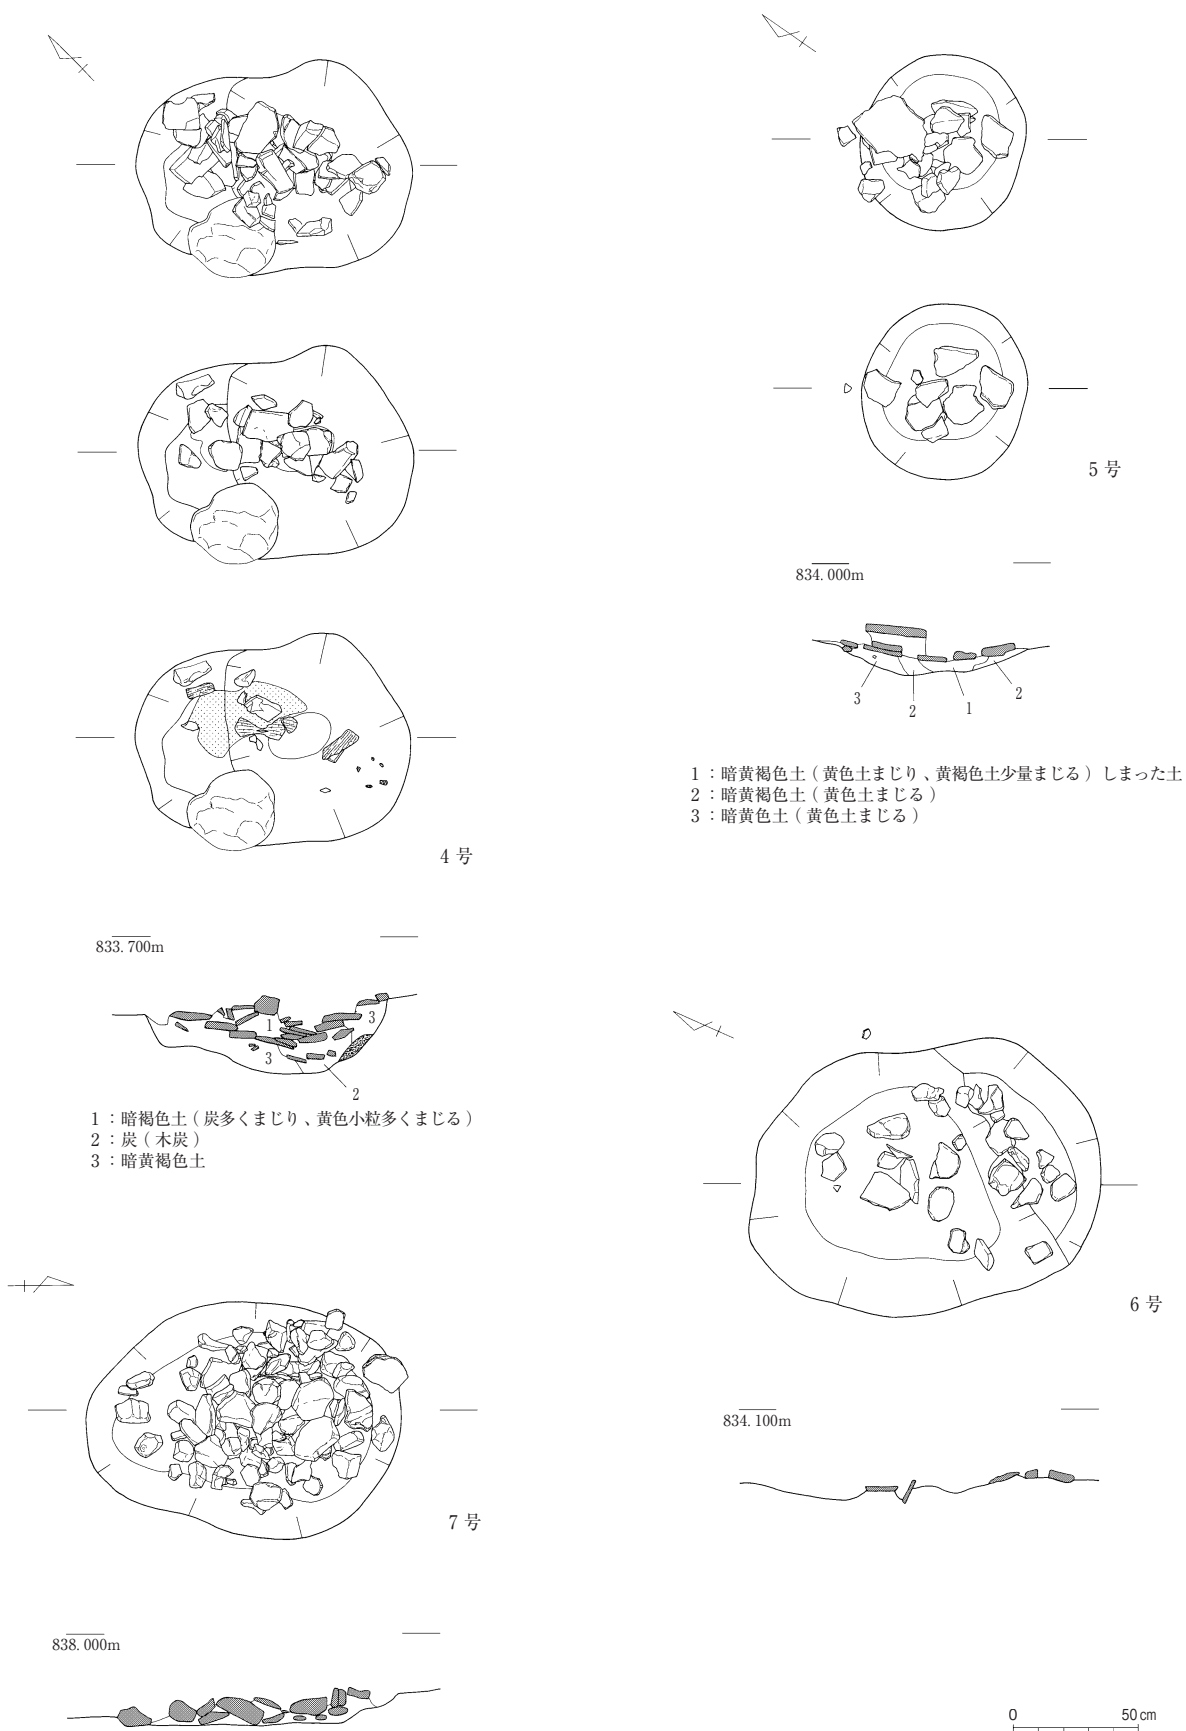 4 号
833. 700m
1
3
3
2
1 : 暗褐色土 ( 炭多くまじり 、黄色小粒多くまじる )
2 : 炭 ( 木炭 )
3 : 暗黄褐色土
5 号
834. 000m
3
2
1
2
1 : 暗黄褐色土 ( 黄色土まじり 、黄褐色土少量まじる ) しまった土
2 : 暗黄褐色土 ( 黄色土まじる )
3 : 暗黄色土 ( 黄色土まじる )
6 号
834. 100m
7 号
838. 000m
0 50 cm